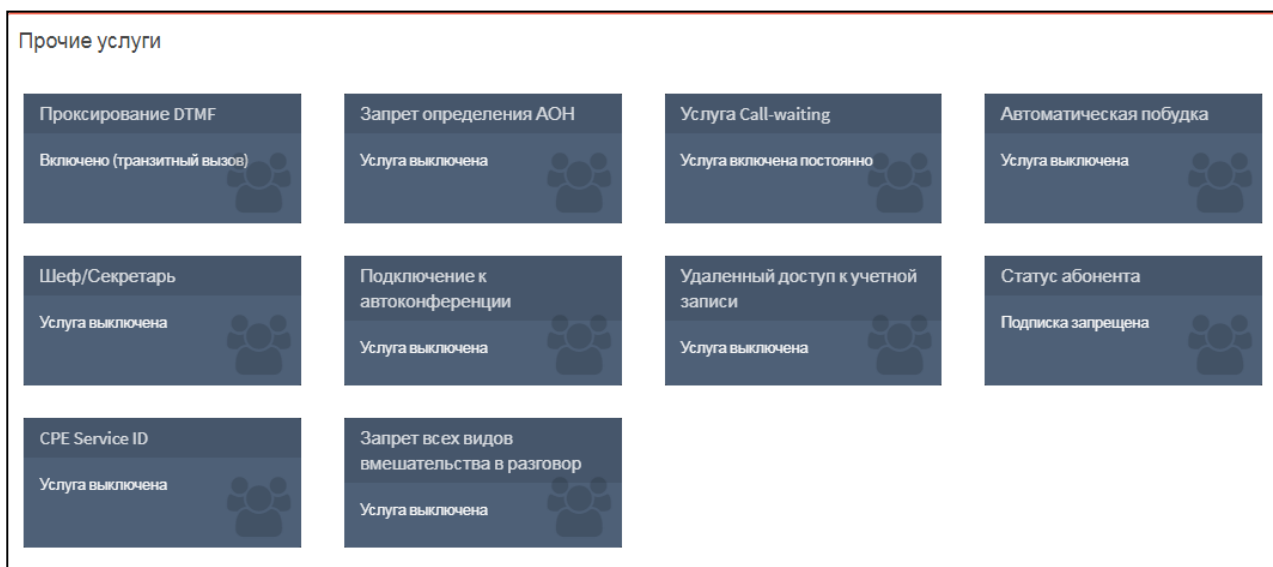 Прочие услуги
Проксирование DTMF
Включено (транзитный вызов)
Запрет определения АОН
Услуга выключена
Услуга Call-waiting
Услуга включена постоянно
Автоматическая побудка
Услуга выключена
Шеф/Секретарь
Услуга выключена
Подключение к
автоконференции
Услуга выключена
Удаленный доступ к учетной
записи
Услуга выключена
Статус абонента
Подписка запрещена
CPE Service ID
Услуга выключена
Запрет всех видов
вмешательства в разговор
Услуга выключена